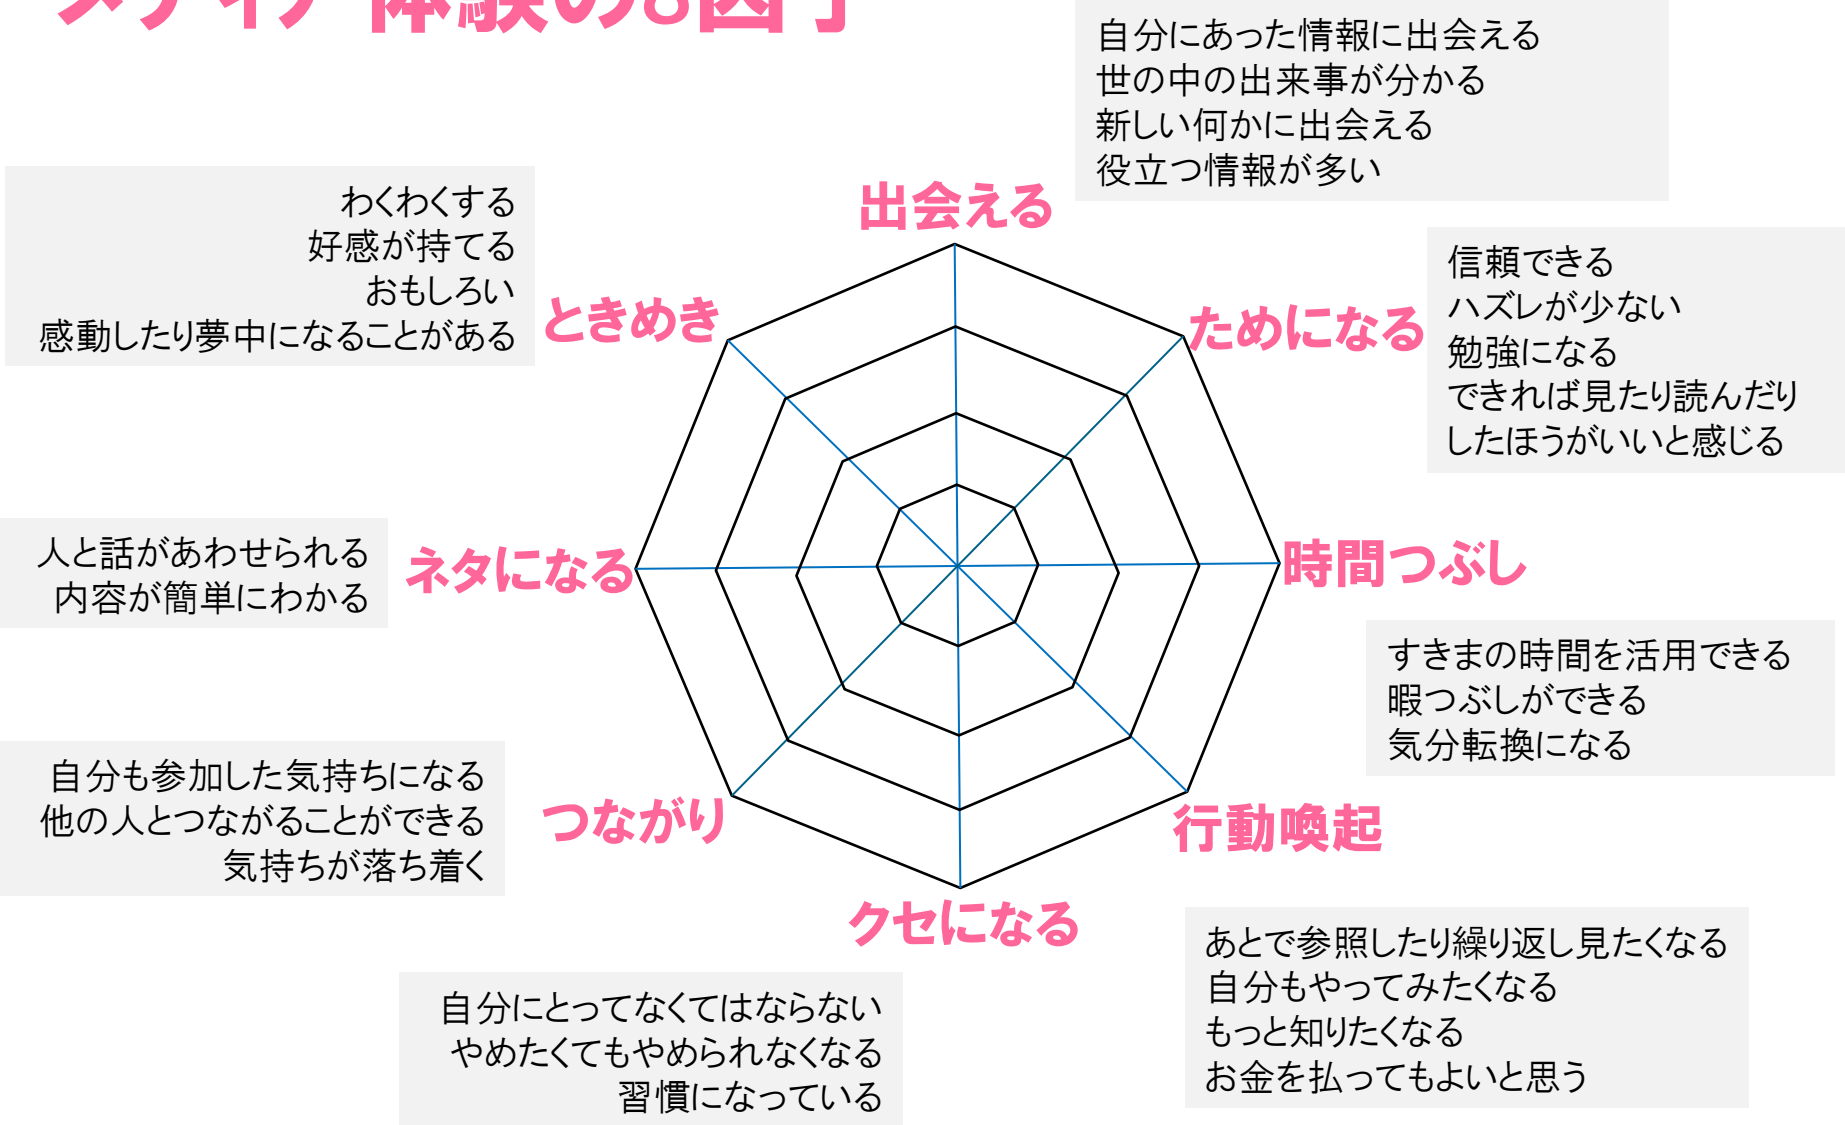 メディア体験の8因子
自分にあった情報に出会える
世の中の出来事が分かる
新しい何かに出会える
役立つ情報が多い
出会える
わくわくする
好感が持てる
おもしろい
感動したり夢中になることがある
ときめき
ためになる
信頼できる
ハズレが少ない
勉強になる
できれば見たり読んだり
したほうがいいと感じる
人と話があわせられる
内容が簡単にわかる
ネタになる
時間つぶし
すきまの時間を活用できる
暇つぶしができる
気分転換になる
自分も参加した気持ちになる
他の人とつながることができる
気持ちが落ち着く
つながり
行動喚起
クセになる
あとで参照したり繰り返し見たくなる
自分もやってみたくなる
もっと知りたくなる
お金を払ってもよいと思う
自分にとってなくてはならない
やめたくてもやめられなくなる
習慣になっている